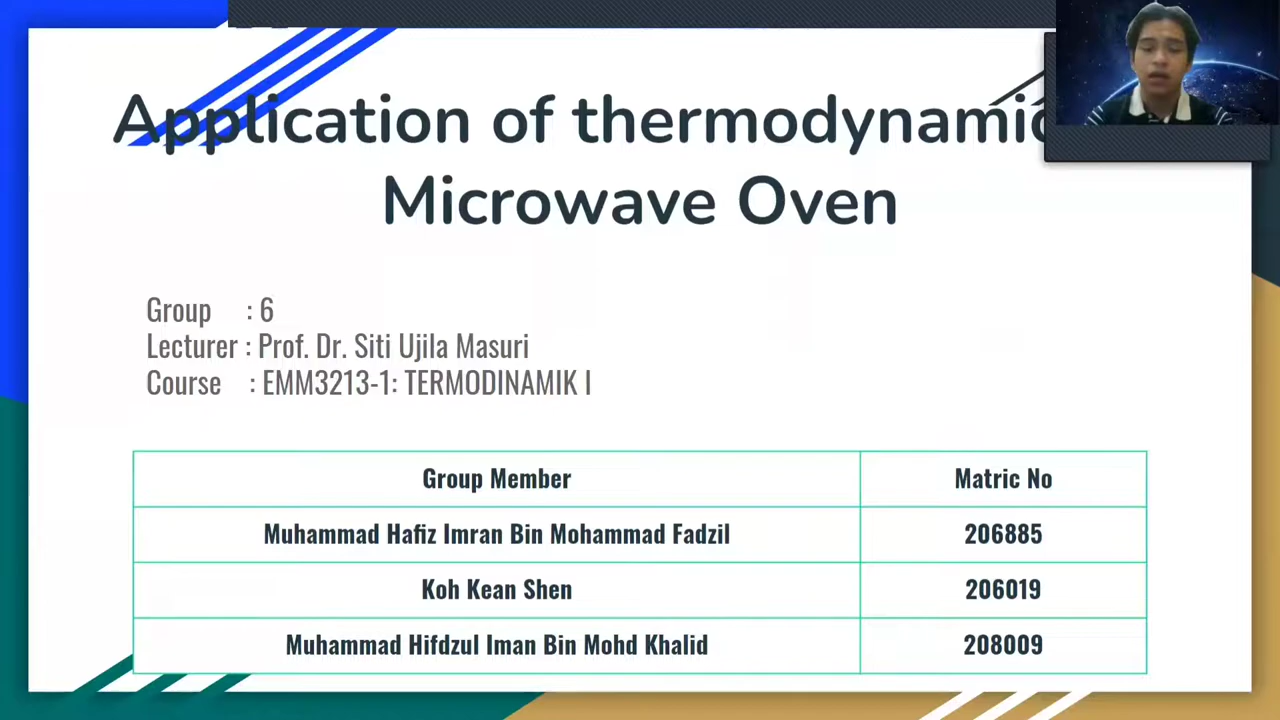 Application of thermodynamic
Microwave Oven
Group : 6
Lecturer : Prof. Dr. Siti Ujila Masuri
Course : EMM3213-1: TERMODINAMIK I
Group Member Matric No
Muhammad Hafiz Imran Bin Mohammad Fadzil 206885
Koh Kean Shen 206019
Muhammad Hifdzul Iman Bin Mohd Khalid 208009